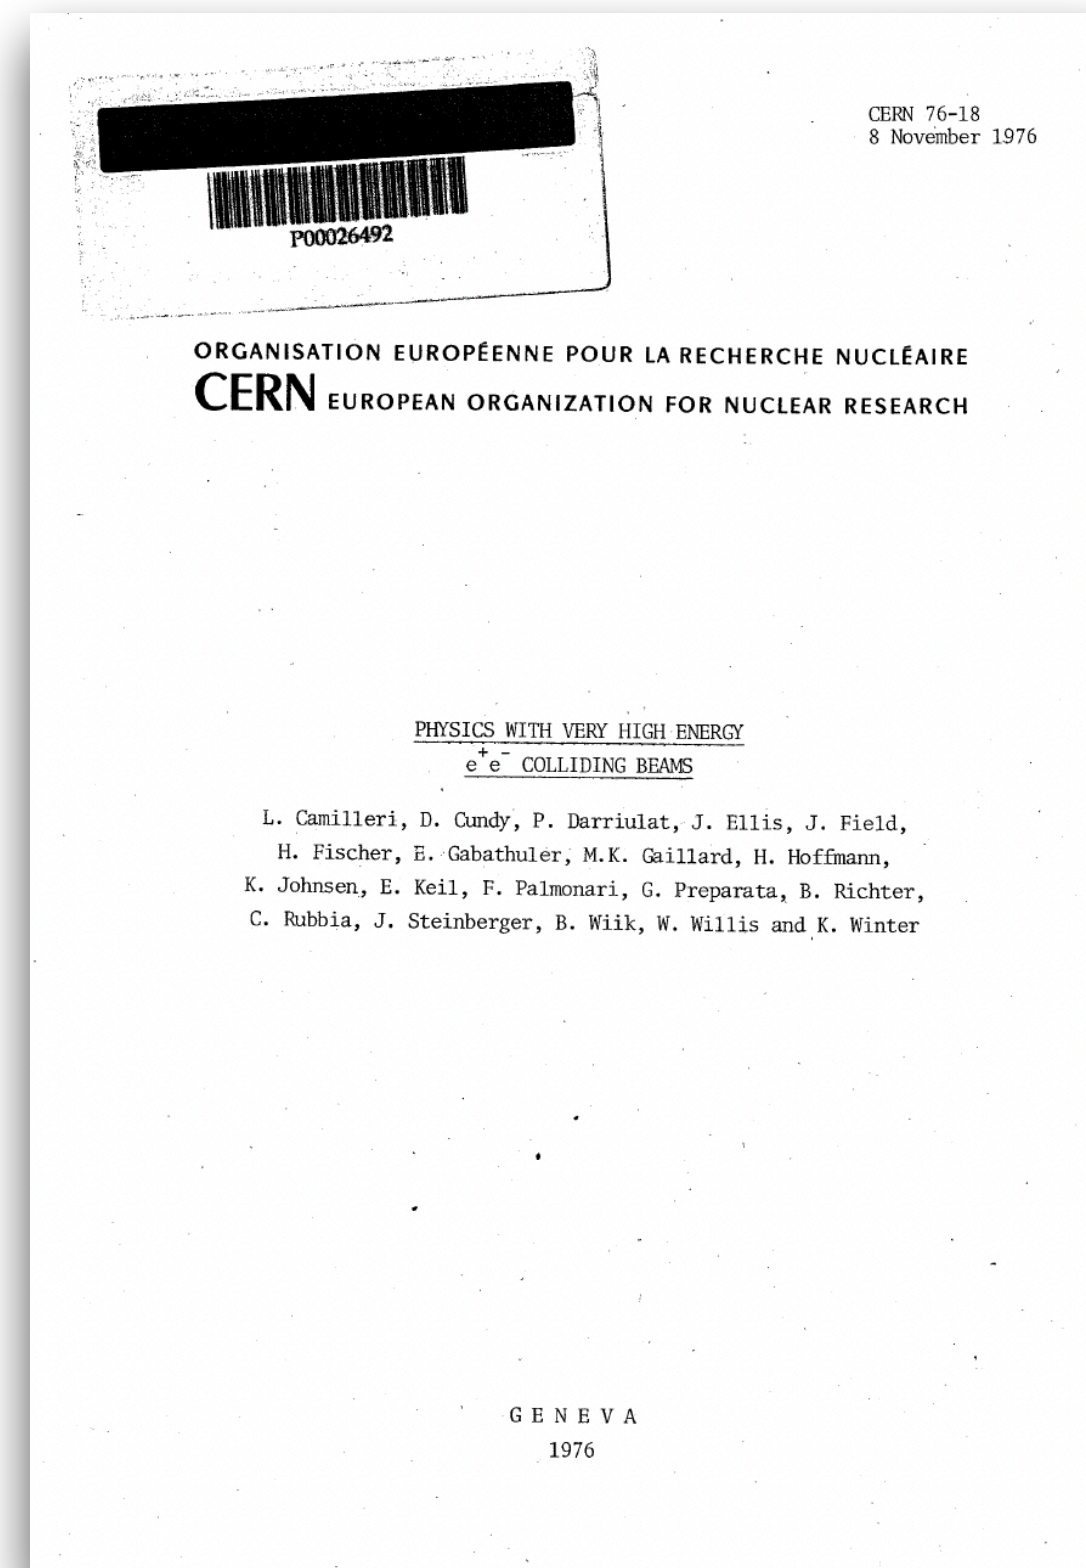 CERN 76-18
8 November 1976
P00026492
ORGANISATION EUROPÉENNE POUR LA RECHERCHE NUCLÉAIRE
CERN EUROPEAN ORGANIZATION FOR NUCLEAR RESEARCH
PHYSICS WITH VERY HIGH ENERGY
e⁺e⁻ COLLIDING BEAMS
L. Camilleri, D. Cundy, P. Darriulat, J. Ellis, J. Field,
H. Fischer, E. Gabathuler, M.K. Gaillard, H. Hoffmann,
K. Johnsen, E. Keil, F. Palmonari, G. Preparata, B. Richter,
C. Rubbia, J. Steinberger, B. Wiik, W. Willis and K. Winter
GENEVA
1976